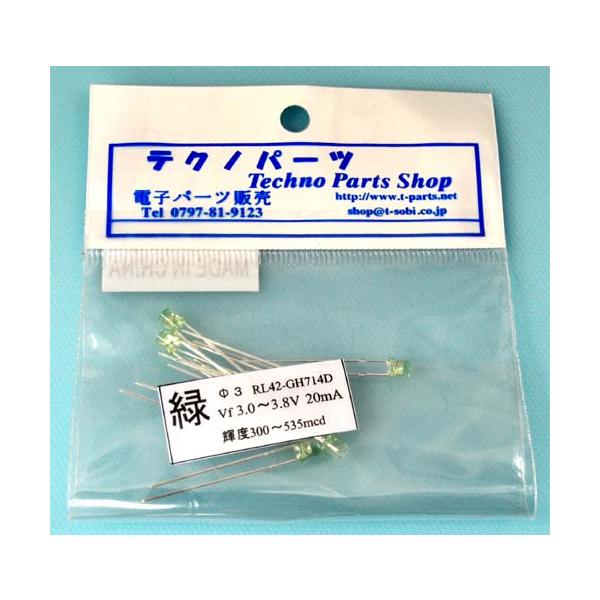 テクノパーツ
Techno Parts Shop
電子パーツ販売
http://www.t-parts.net
Tel 0797-81-9123
shop@t-sobi.co.jp
MADE IN CHINA
緑
Φ3 RL42-GH714D
Vf 3.0～3.8V 20mA
輝度300～535mcd